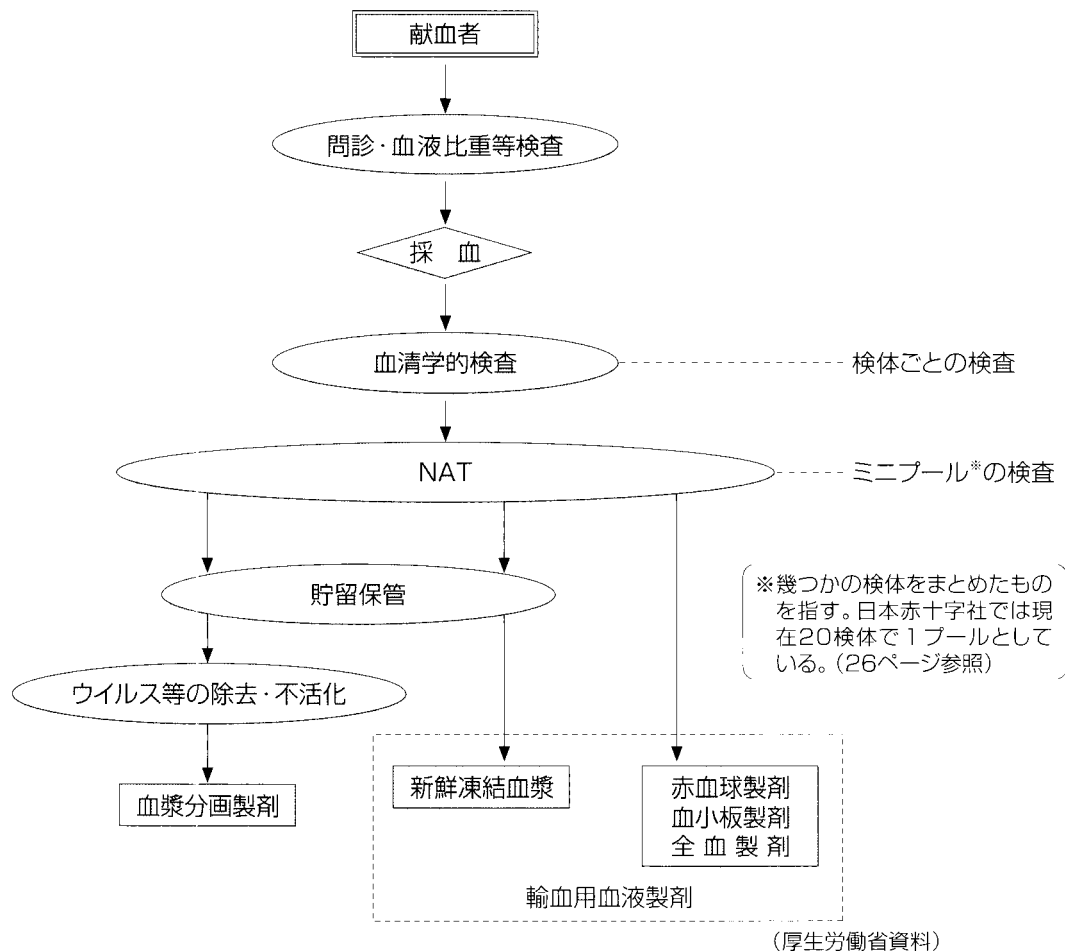 献血者
問診・血液比重等検査
採 血
血清学的検査
検体ごとの検査
NAT
ミニプール※の検査
貯留保管
※幾つかの検体をまとめたもの
を指す。日本赤十字社では現
在20検体で1プールとして
いる。(26ページ参照)
ウイルス等の除去・不活化
新鮮凍結血漿
赤血球製剤
血小板製剤
全血製剤
血漿分画製剤
輸血用血液製剤
(厚生労働省資料)